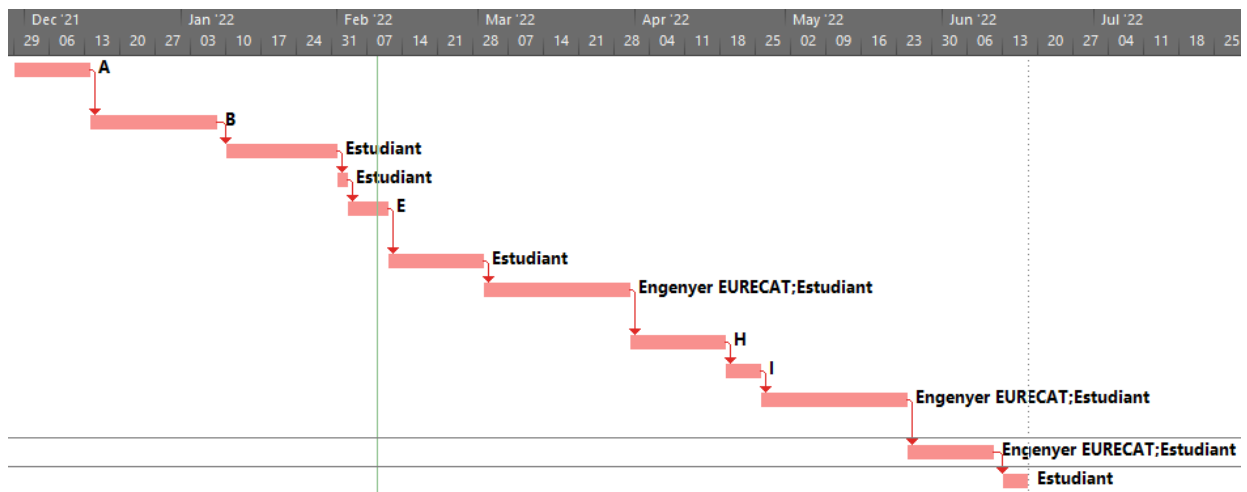 Dec '21 Jan '22 Feb '22 Mar '22 Apr '22 May '22 Jun '22 Jul '22
29 06 13 20 27 03 10 17 24 31 07 14 21 28 07 14 21 28 04 11 18 25 02 09 16 23 30 06 13 20 27 04 11 18 25
A
B
Estudiant
Estudiant
E
Estudiant
Engenyer EURECAT;Estudiant
H
I
Engenyer EURECAT;Estudiant
Engenyer EURECAT;Estudiant
Estudiant